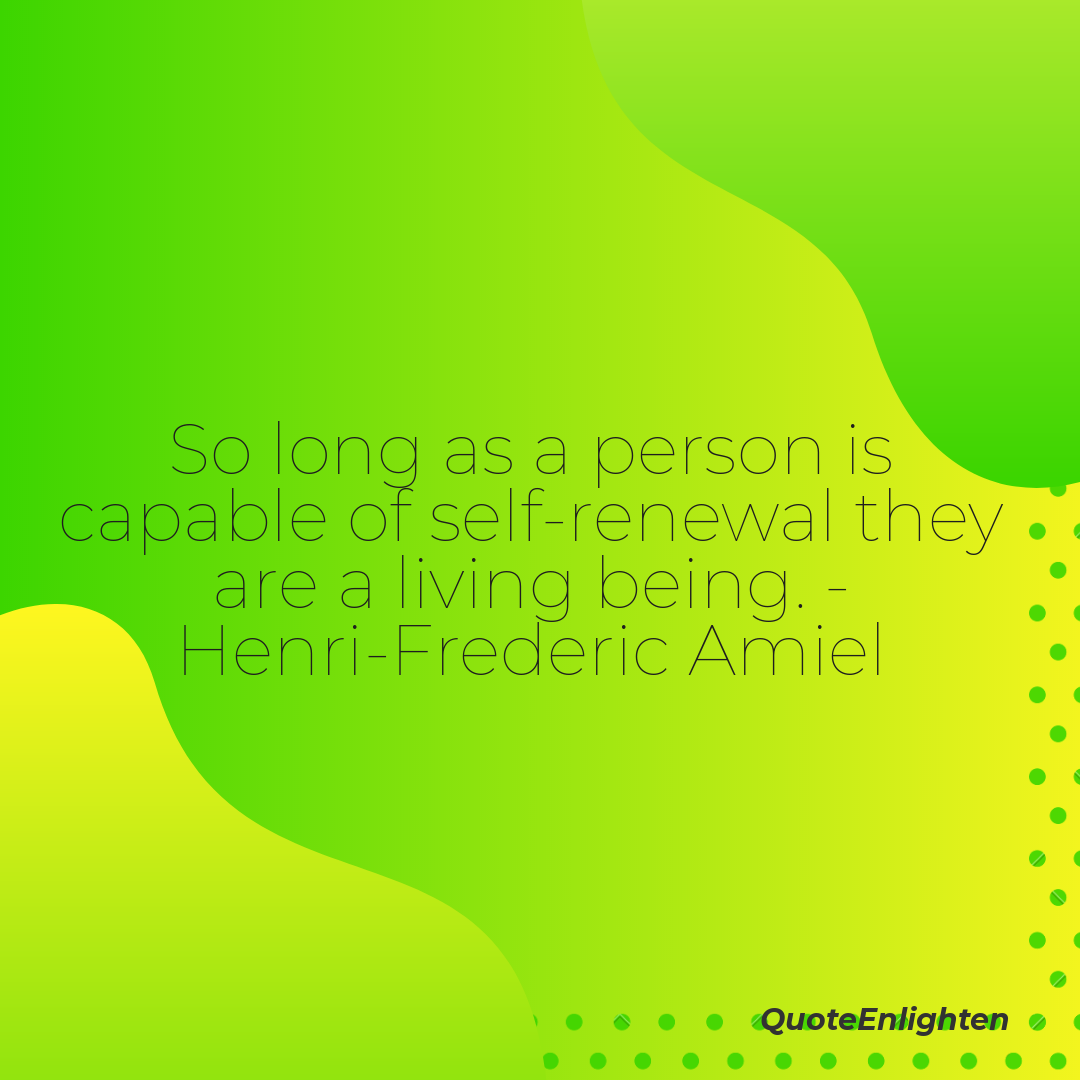 So long as a person is
capable of self-renewal they
are a living being. -
Henri-Frederic Amiel
QuoteEnlighten